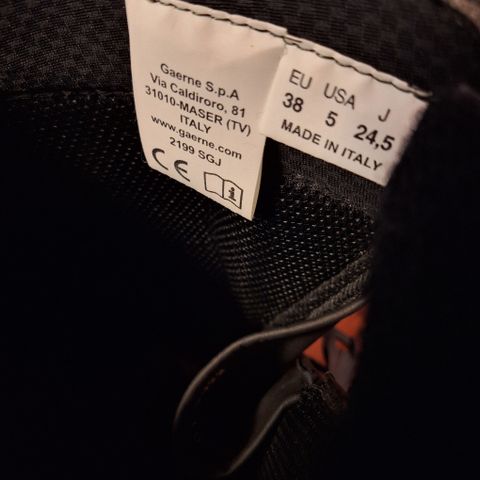 Gaerne S.p.A
Via Caldiroro, 81
31010-MASER (TV)
ITALY
www.gaerne.com
2199 SGJ
CE
EU USA J
38 5 24,5
MADE IN ITALY